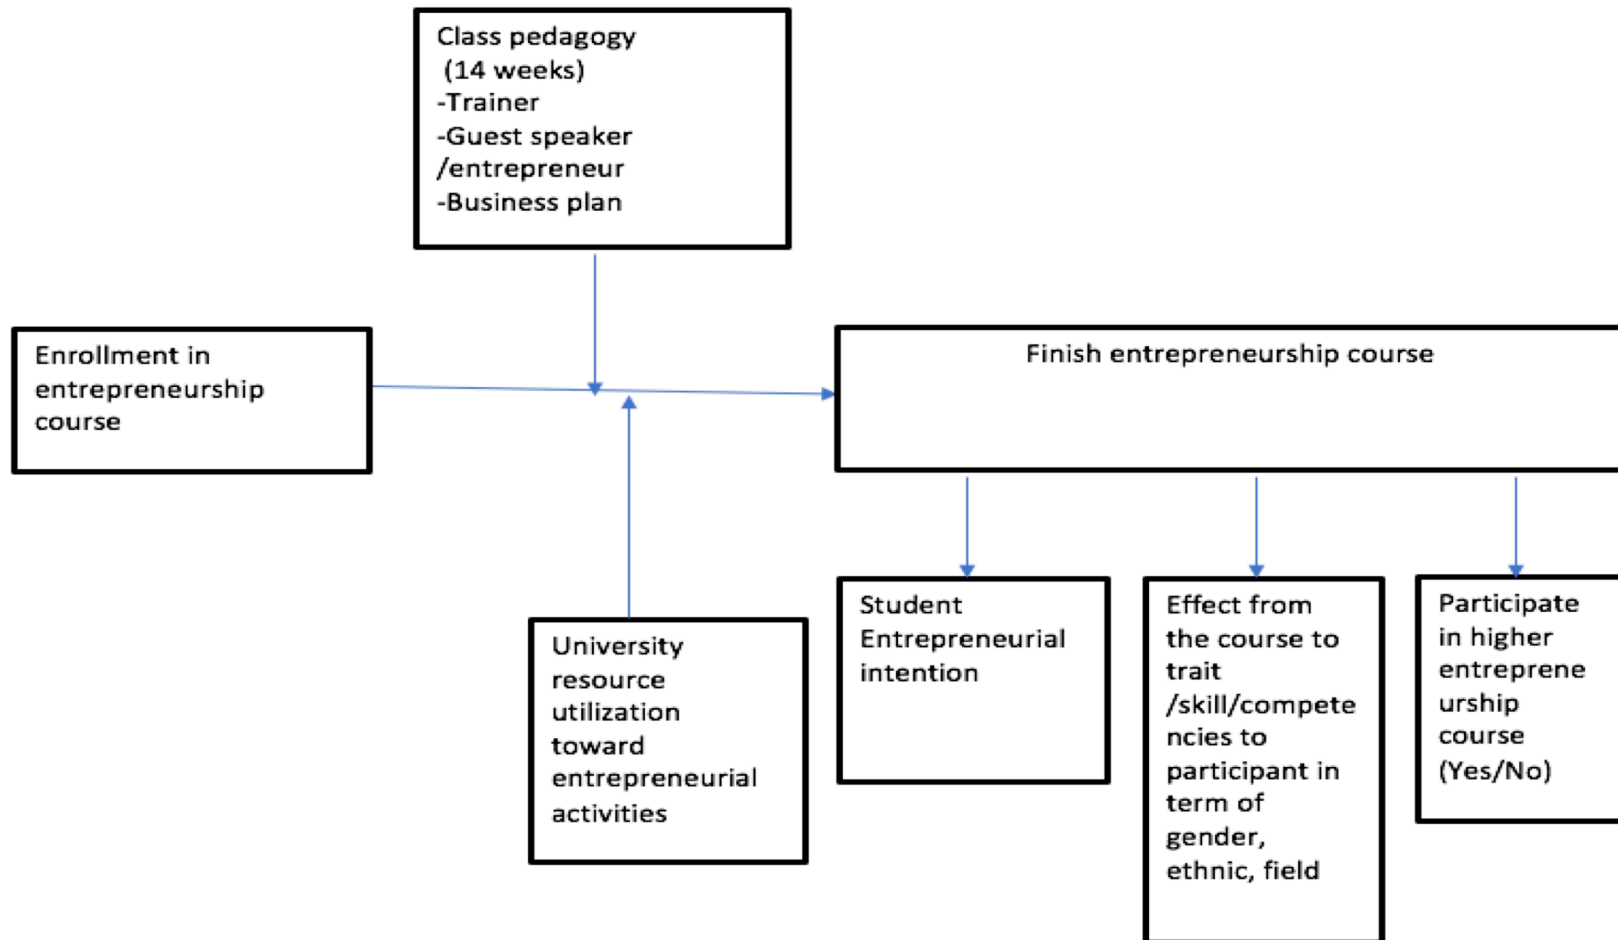 Class pedagogy
(14 weeks)
-Trainer
-Guest speaker
/entrepreneur
-Business plan
Enrollment in
entrepreneurship
course
Finish entrepreneurship course
University
resource
utilization
toward
entrepreneurial
activities
Student
Entrepreneurial
intention
Effect from
the course to
trait
/skill/compete
ncies to
participant in
term of
gender,
ethnic, field
Participate
in higher
entreprene
urship
course
(Yes/No)